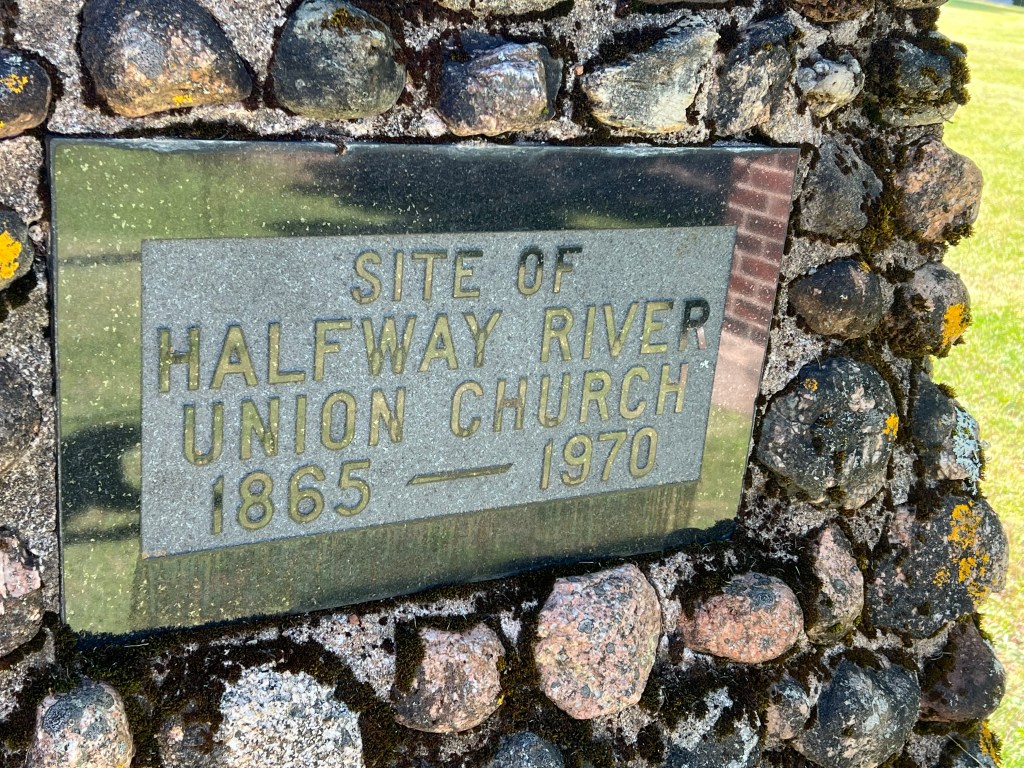 SITE OF
HALFWAY RIVER
UNION CHURCH
1865 — 1970